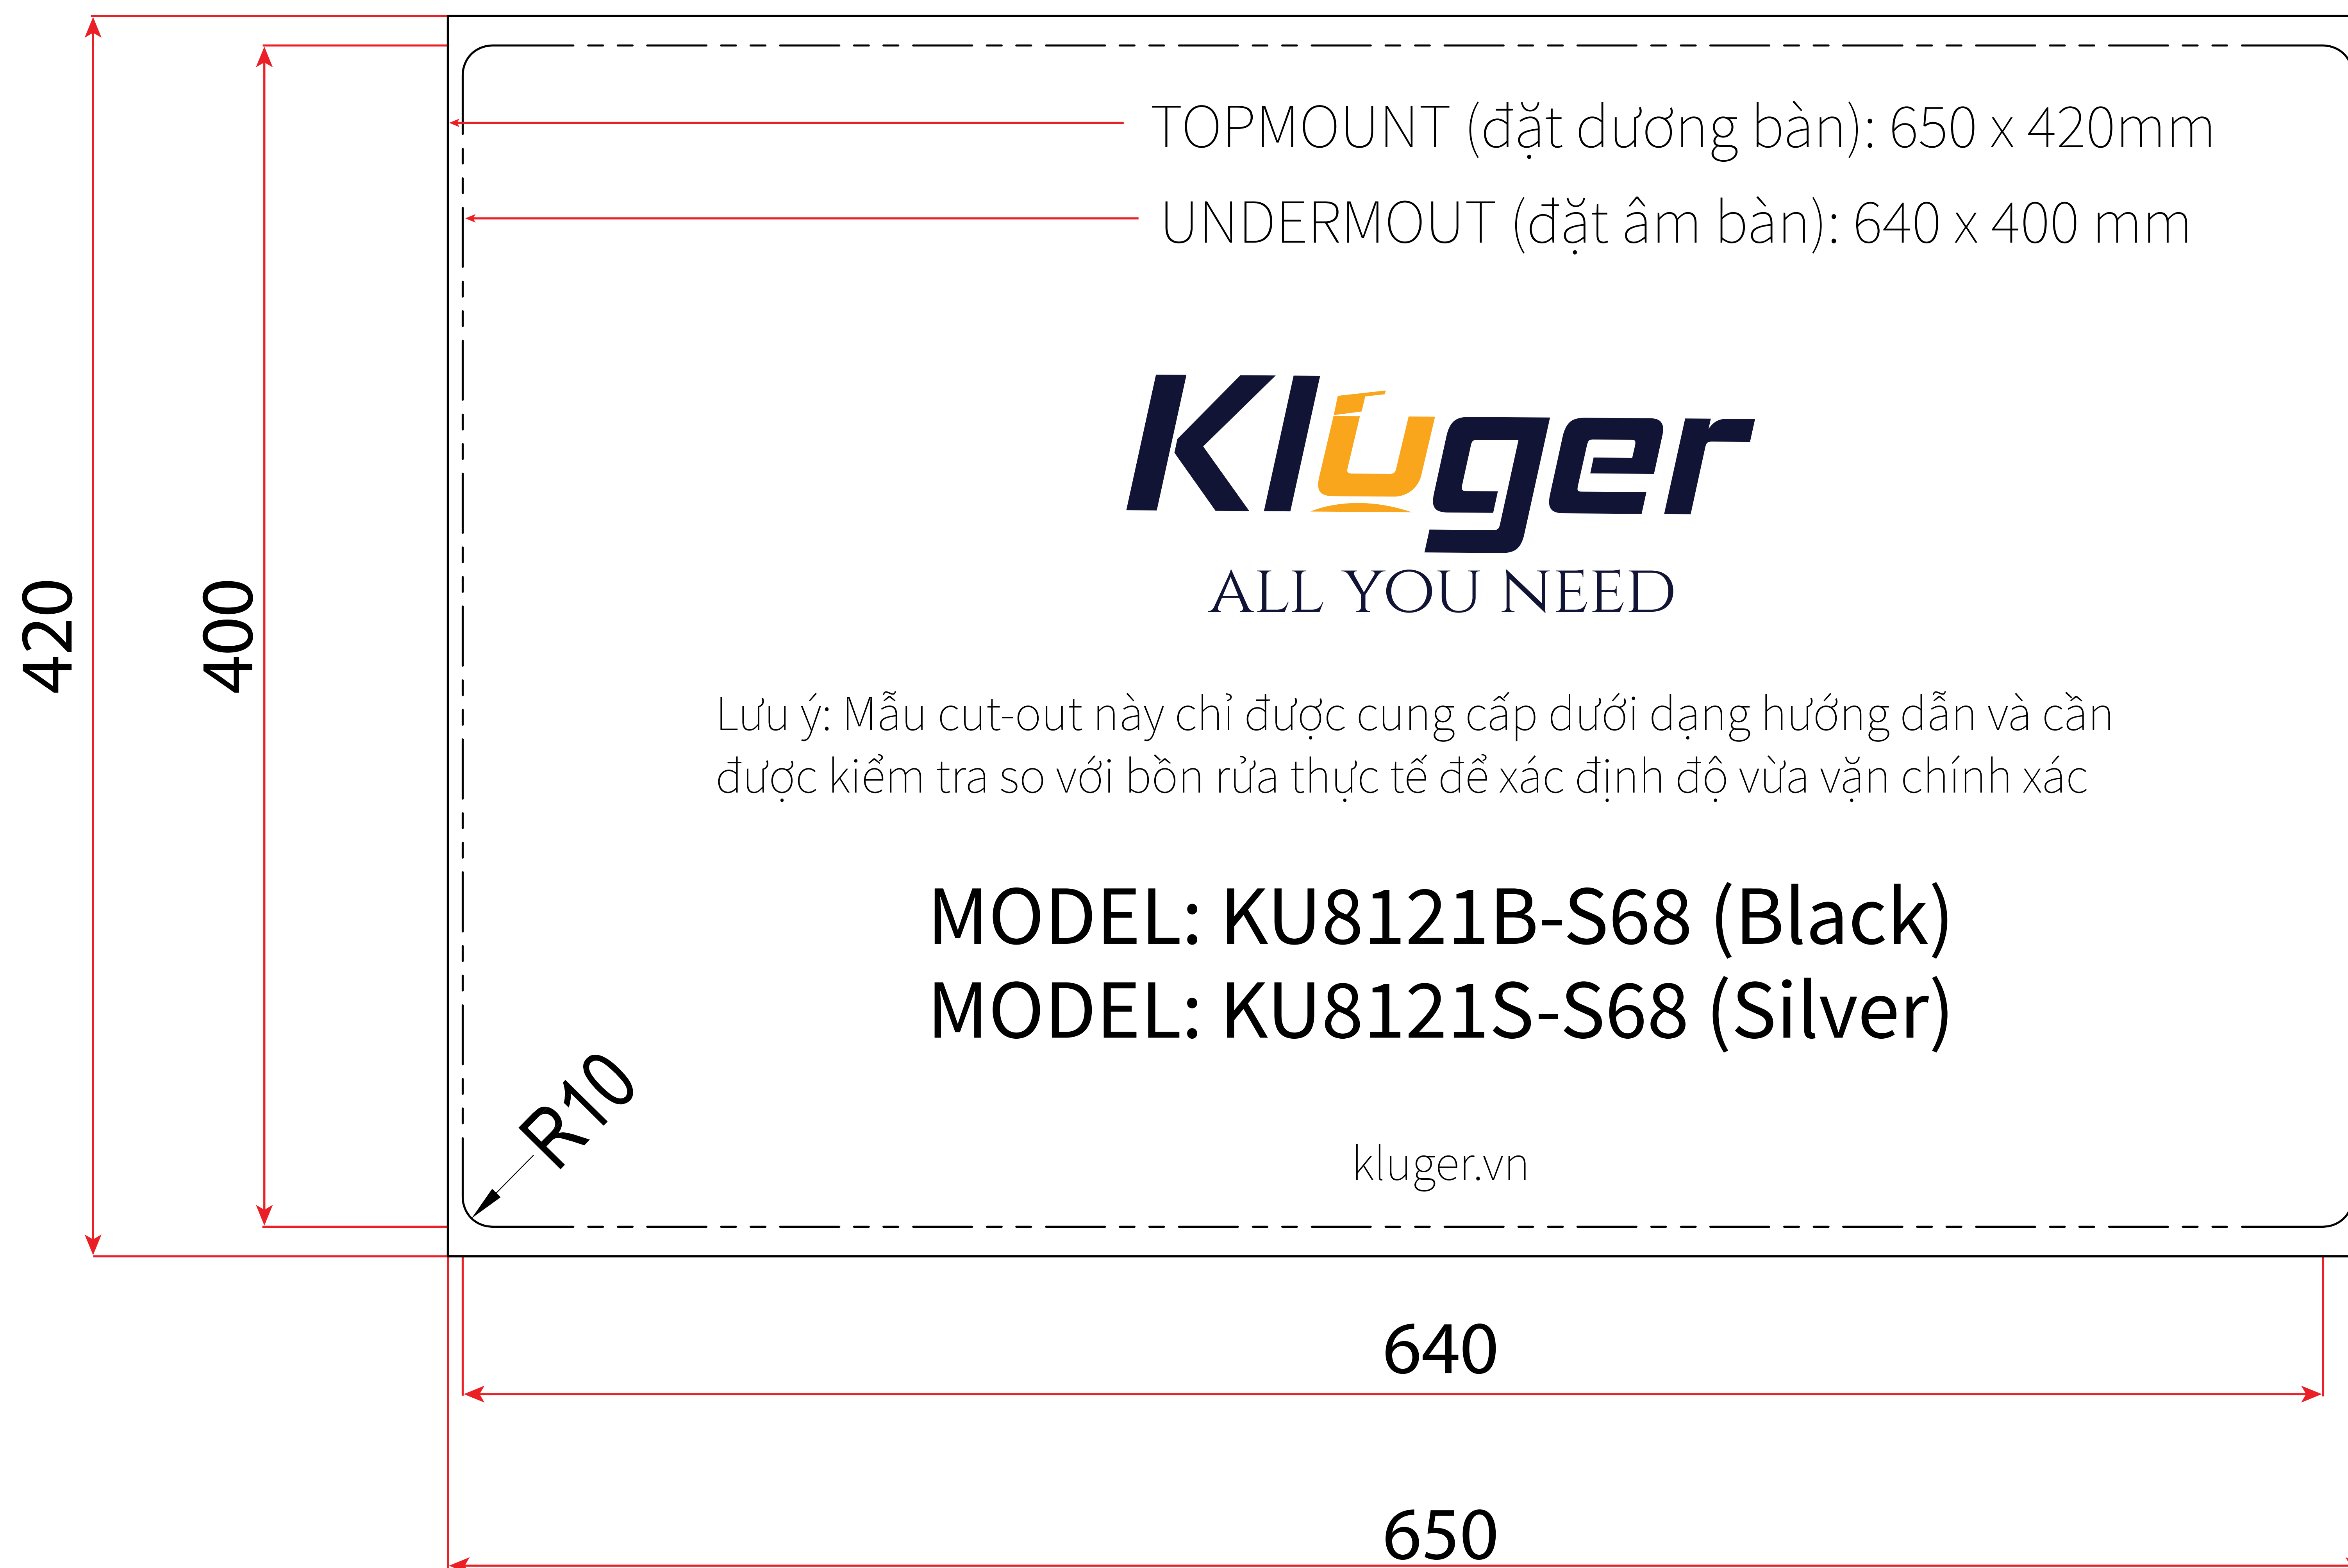 TOPMOUNT (đặt dương bàn): 650 x 420mm
UNDERMOUT (đặt âm bàn): 640 x 400 mm
420
400
Kluger
ALL YOU NEED
Lưu ý: Mẫu cut-out này chỉ được cung cấp dưới dạng hướng dẫn và cần
được kiểm tra so với bồn rửa thực tế để xác định độ vừa vặn chính xác
MODEL: KU8121B-S68 (Black)
MODEL: KU8121S-S68 (Silver)
R10
kluger.vn
640
650